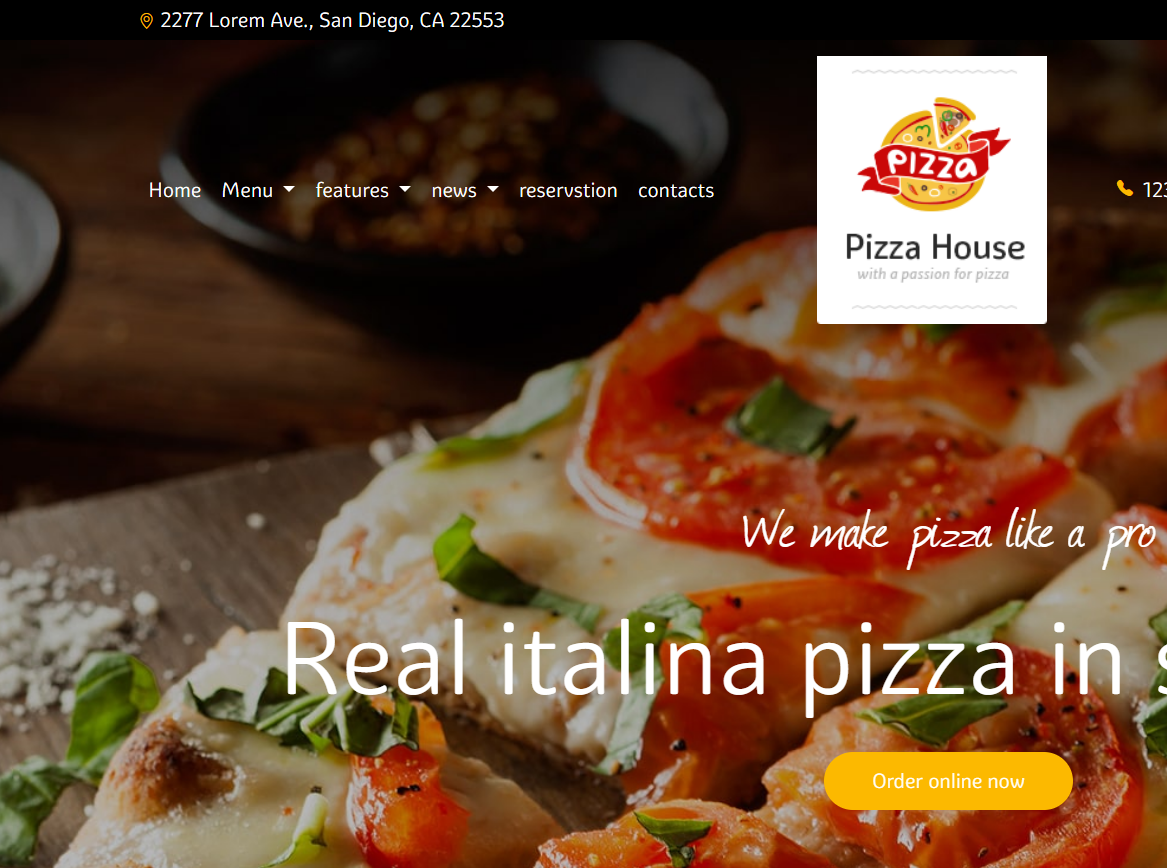 2277 Lorem Ave., San Diego, CA 22553
Home Menu features news reservstion contacts
pizza
Pizza House
with a passion for pizza
123
We make pizza like a pro
Real italina pizza in s
Order online now